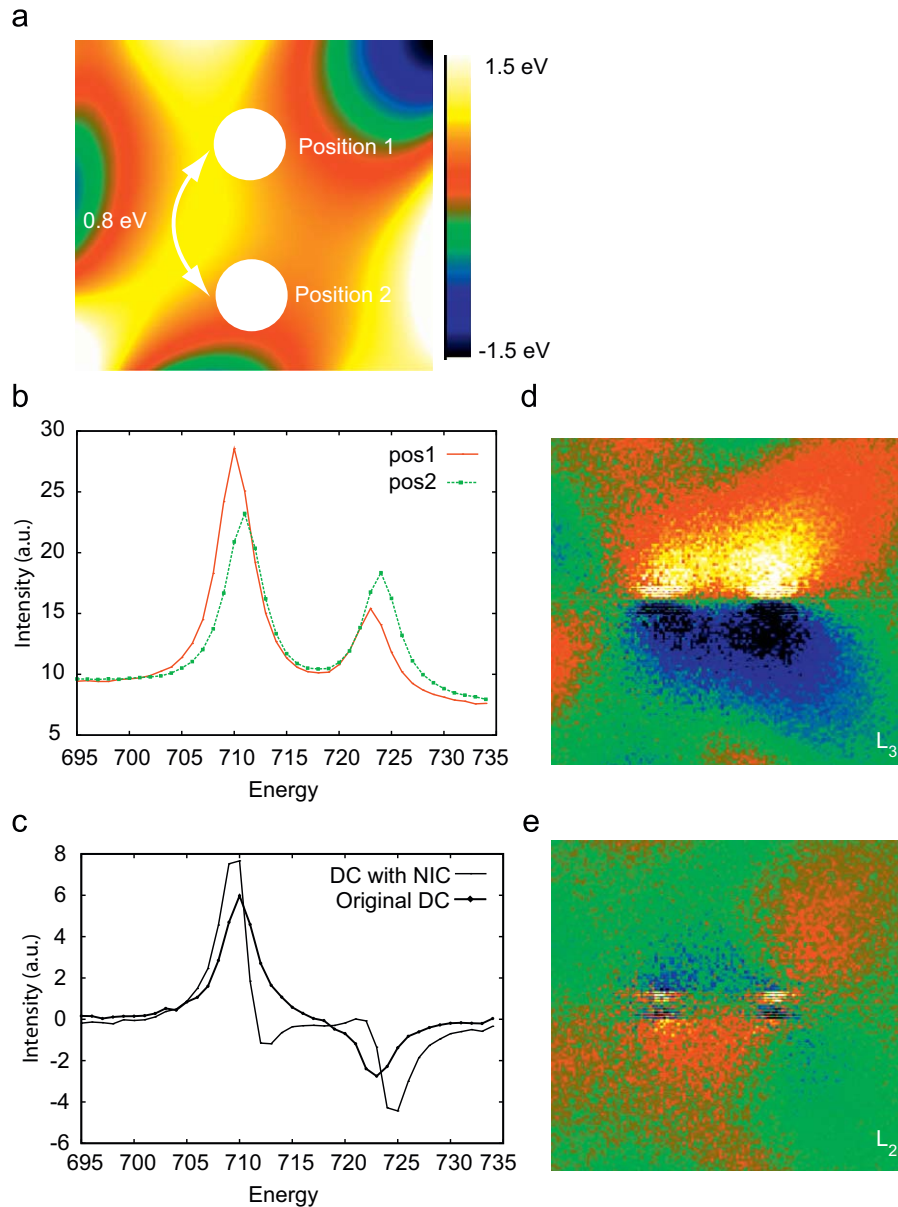 a
1.5 eV
Position 1
0.8 eV
Position 2
-1.5 eV
b
30
25
20
15
10
5
Intensity (a.u.)
pos1
pos2
695 700 705 710 715 720 725 730 735
Energy
d
L3
c
8
6
4
2
0
-2
-4
-6
Intensity (a.u.)
DC with NIC
Original DC
695 700 705 710 715 720 725 730 735
Energy
e
L2